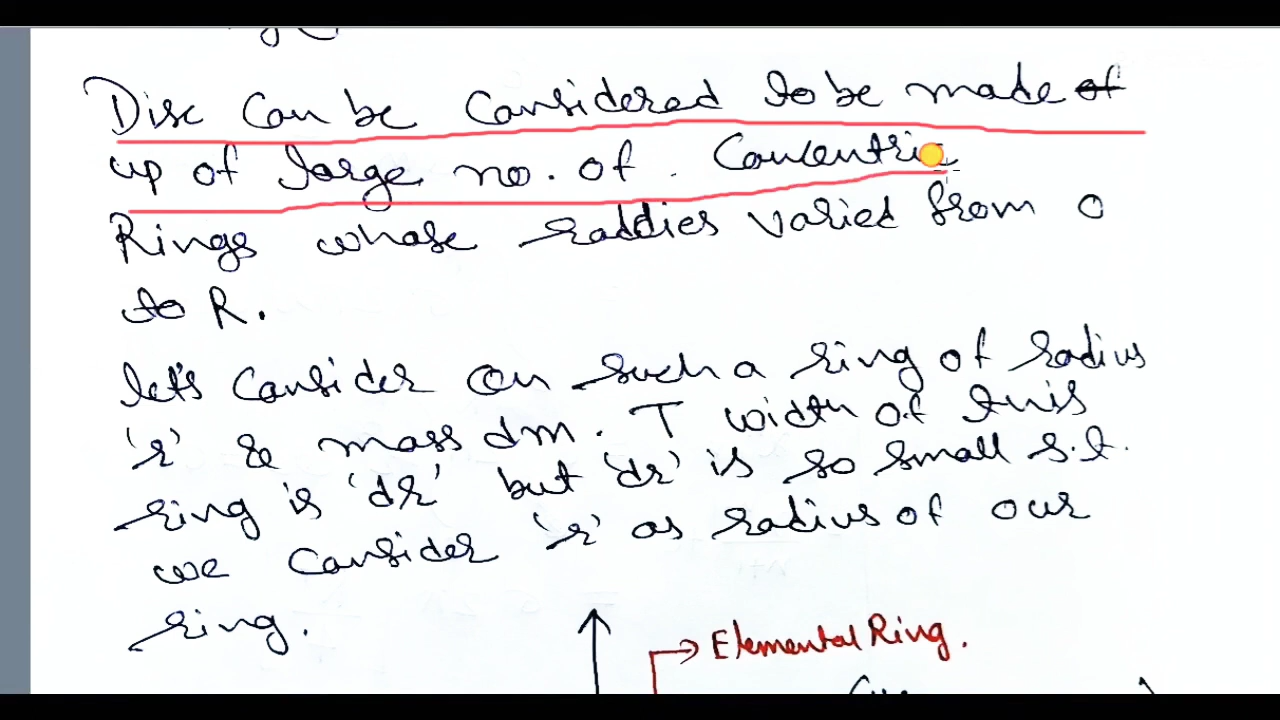 Disc Can be Considered to be made of
up of large no. of Concentric
Rings whose raddies varied from 0
to R.
let's Consider on such a ring of radius
'r' & mass dm. T width of this
ring is 'dr' but 'dr' is so small s.t.
we Consider 'r' as radius of our
ring.
Elemental Ring.